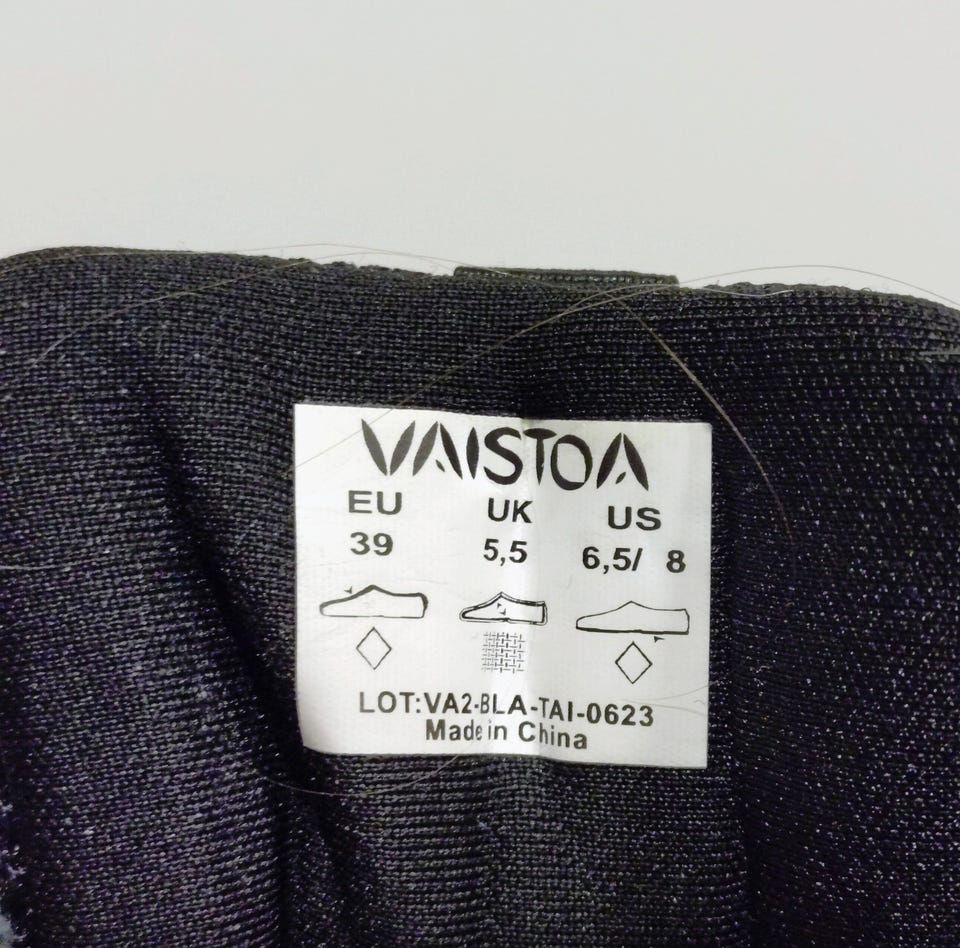 VAISTOA
EU UK US
39 5,5 6,5/ 8
LOT:VA2-BLA-TAI-0623
Made in China